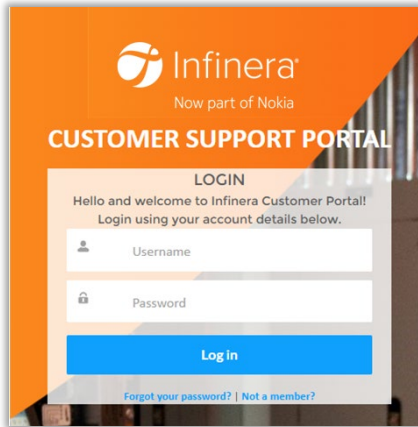 Infinera
Now part of Nokia
CUSTOMER SUPPORT PORTAL
LOGIN
Hello and welcome to Infinera Customer Portal!
Login using your account details below.
Username
Password
Log in
Forgot your password? | Not a member?